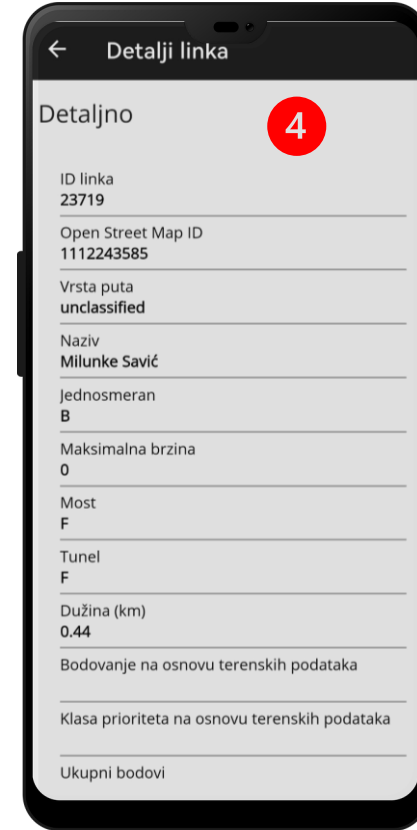 Detalji linka
Detaljno
4
ID linka
23719
Open Street Map ID
1112243585
Vrsta puta
unclassified
Naziv
Milunke Savić
Jednosmeran
B
Maksimalna brzina
0
Most
F
Tunel
F
Dužina (km)
0.44
Bodovanje na osnovu terenskih podataka
Klasa prioriteta na osnovu terenskih podataka
Ukupni bodovi